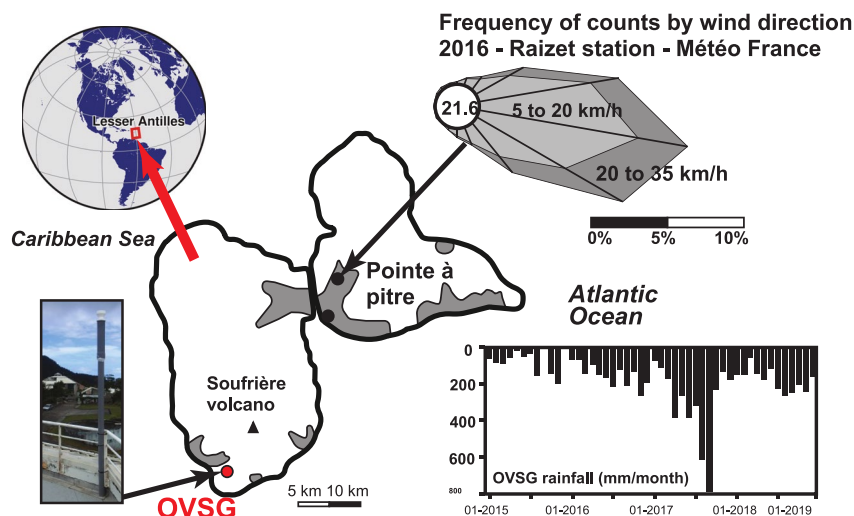 Frequency of counts by wind direction
2016 - Raizet station - Météo France
Lesser Antilles
21.6
5 to 20 km/h
20 to 35 km/h
0%
5%
10%
Caribbean Sea
Pointe à
pitre
Atlantic
Ocean
Soufrière
volcano
OVSG
5 km 10 km
0
200
400
600
800
OVSG rainfall (mm/month)
01-2015
01-2016
01-2017
01-2018
01-2019